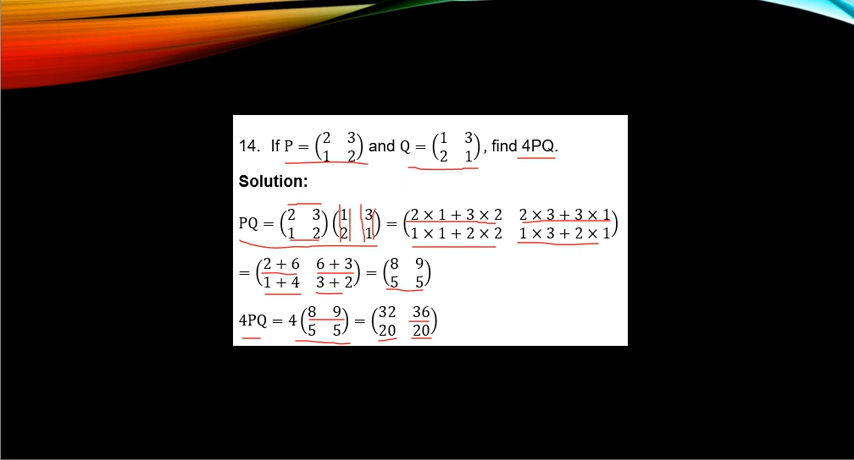 14. If P = (2 3 / 1 2) and Q = (1 3 / 2 1), find 4PQ.
Solution:
PQ = (2 3 / 1 2)(1 3 / 2 1) = (2 × 1 + 3 × 2 2 × 3 + 3 × 1 / 1 × 1 + 2 × 2 1 × 3 + 2 × 1)
= (2 + 6 6 + 3 / 1 + 4 3 + 2) = (8 9 / 5 5)
4PQ = 4(8 9 / 5 5) = (32 36 / 20 20)